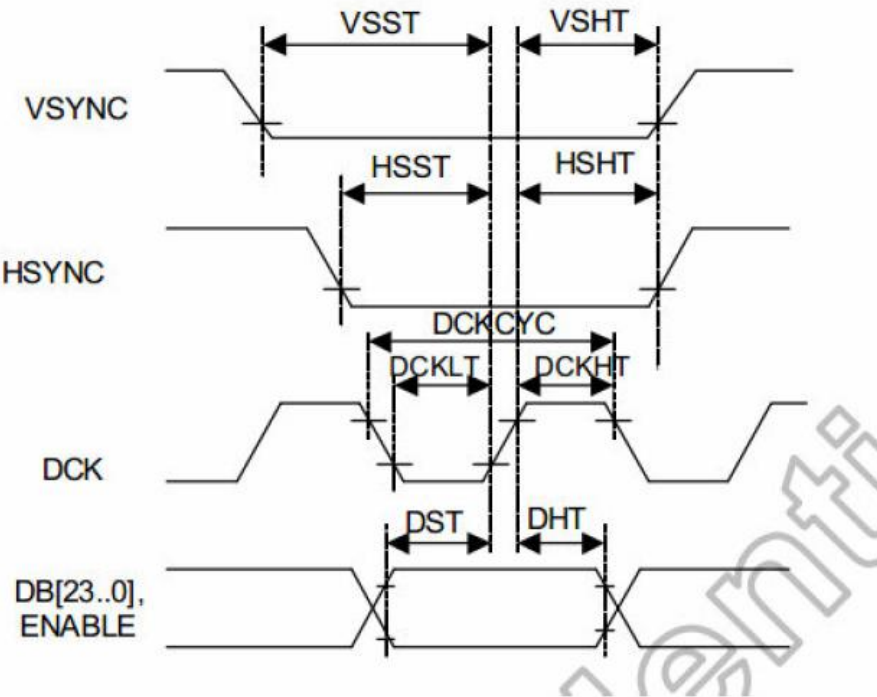 VSST VSHT
VSYNC
HSST HSHT
HSYNC
DCKCYC
DCKLT DCKHT
DCK
DST DHT
DB[23..0],
ENABLE